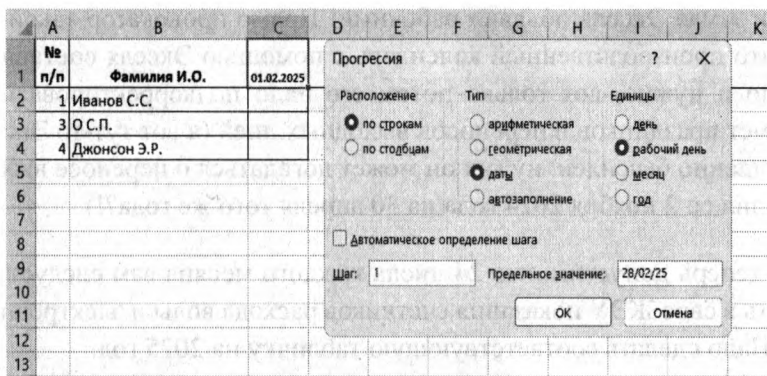 A B C D E F G H I J K
№
п/п Фамилия И.О. 01.02.2025
1
2 1 Иванов С.С.
3 3 О С.П.
4 4 Джонсон Э.Р.
5
6
7
8
9
10
11
12
13
Прогрессия ? X
Расположение Тип Единицы
по строкам арифметическая день
по столбцам геометрическая рабочий день
даты месяц
автозаполнение год
Автоматическое определение шага
Шаг: 1 Предельное значение: 28/02/25
ОК Отмена